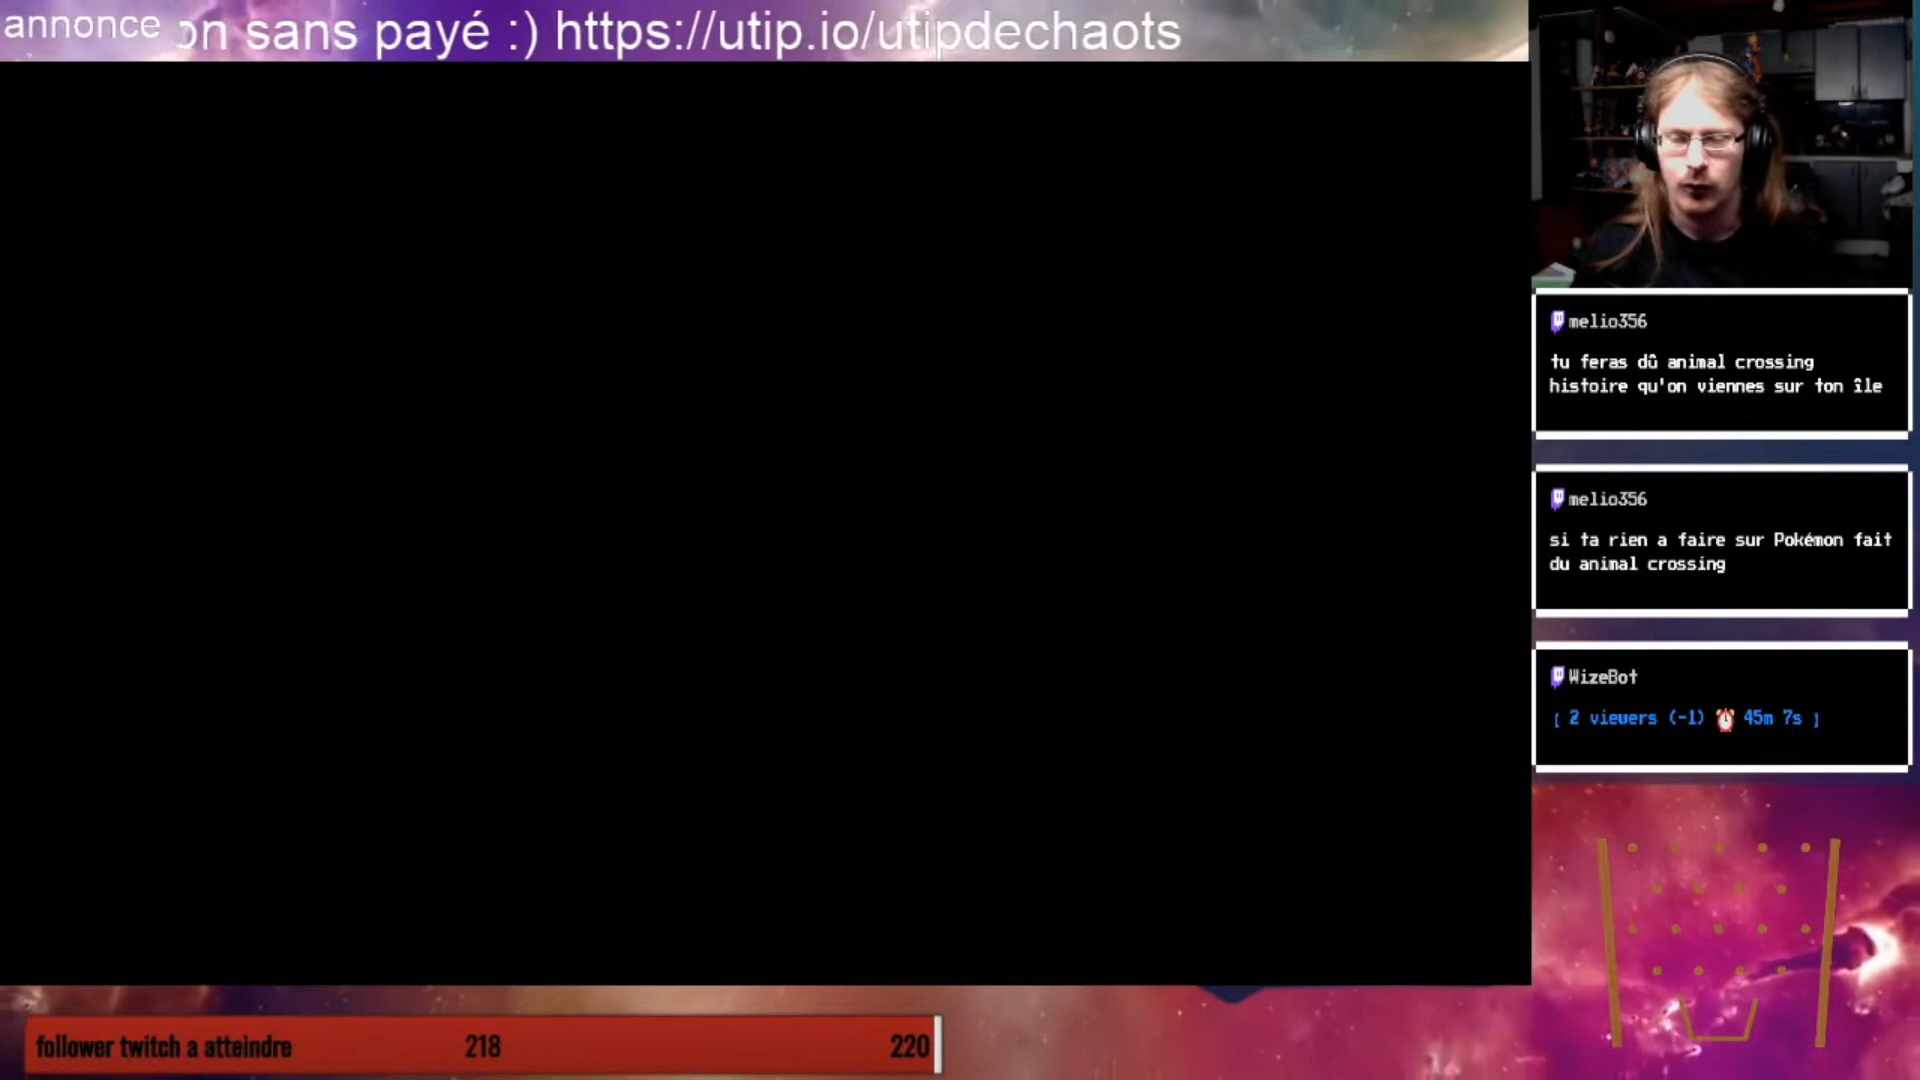 annonce on sans payé :) https://utip.io/utipdechaots
melio356
tu feras dû animal crossing
histoire qu'on viennes sur ton île
melio356
si ta rien a faire sur Pokémon fait
du animal crossing
WizeBot
[ 2 viewers (-1) ⏰ 45m 7s ]
follower twitch a atteindre 218 220